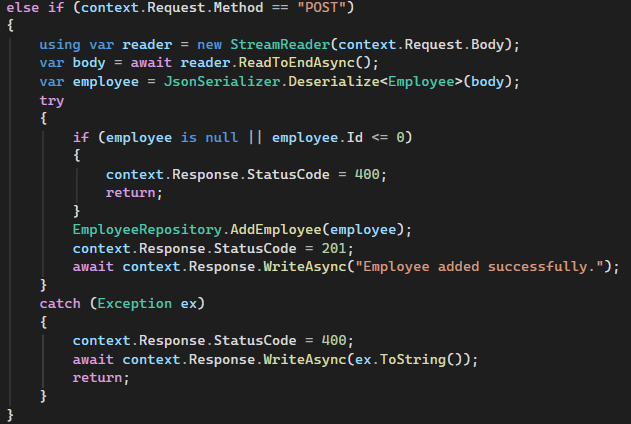 else if (context.Request.Method == "POST")
{
    using var reader = new StreamReader(context.Request.Body);
    var body = await reader.ReadToEndAsync();
    var employee = JsonSerializer.Deserialize<Employee>(body);
    try
    {
        if (employee is null || employee.Id <= 0)
        {
            context.Response.StatusCode = 400;
            return;
        }
        EmployeeRepository.AddEmployee(employee);
        context.Response.StatusCode = 201;
        await context.Response.WriteAsync("Employee added successfully.");
    }
    catch (Exception ex)
    {
        context.Response.StatusCode = 400;
        await context.Response.WriteAsync(ex.ToString());
        return;
    }
}